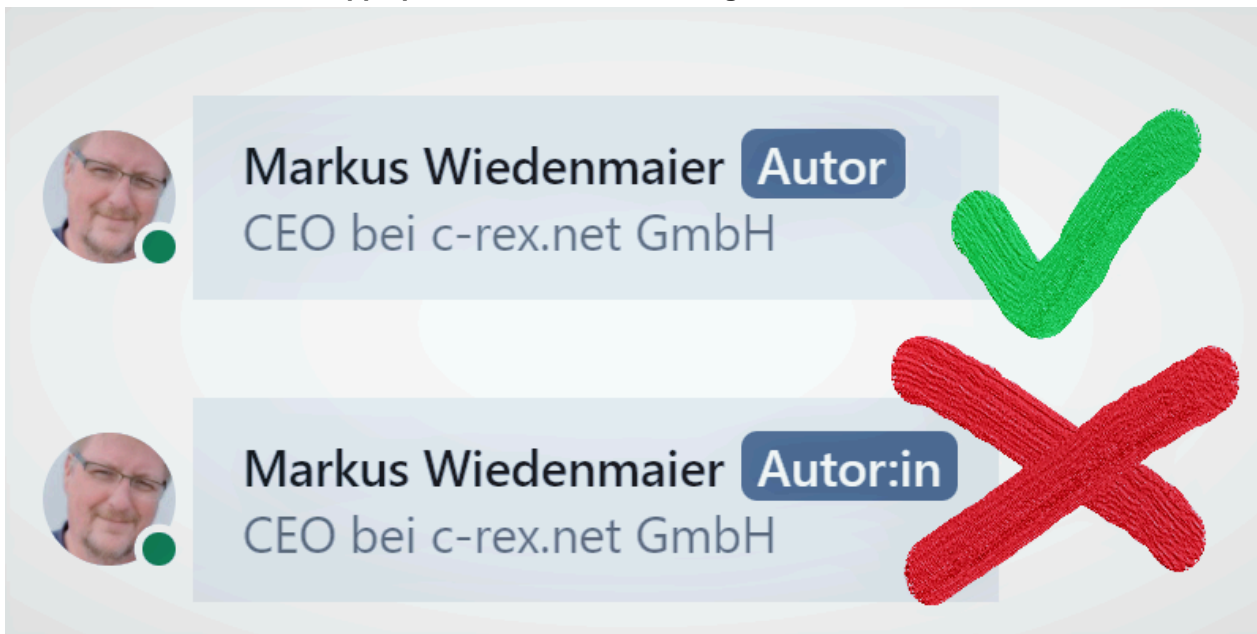 Markus Wiedenmaier Autor
CEO bei c-rex.net GmbH
Markus Wiedenmaier Autor:in
CEO bei c-rex.net GmbH